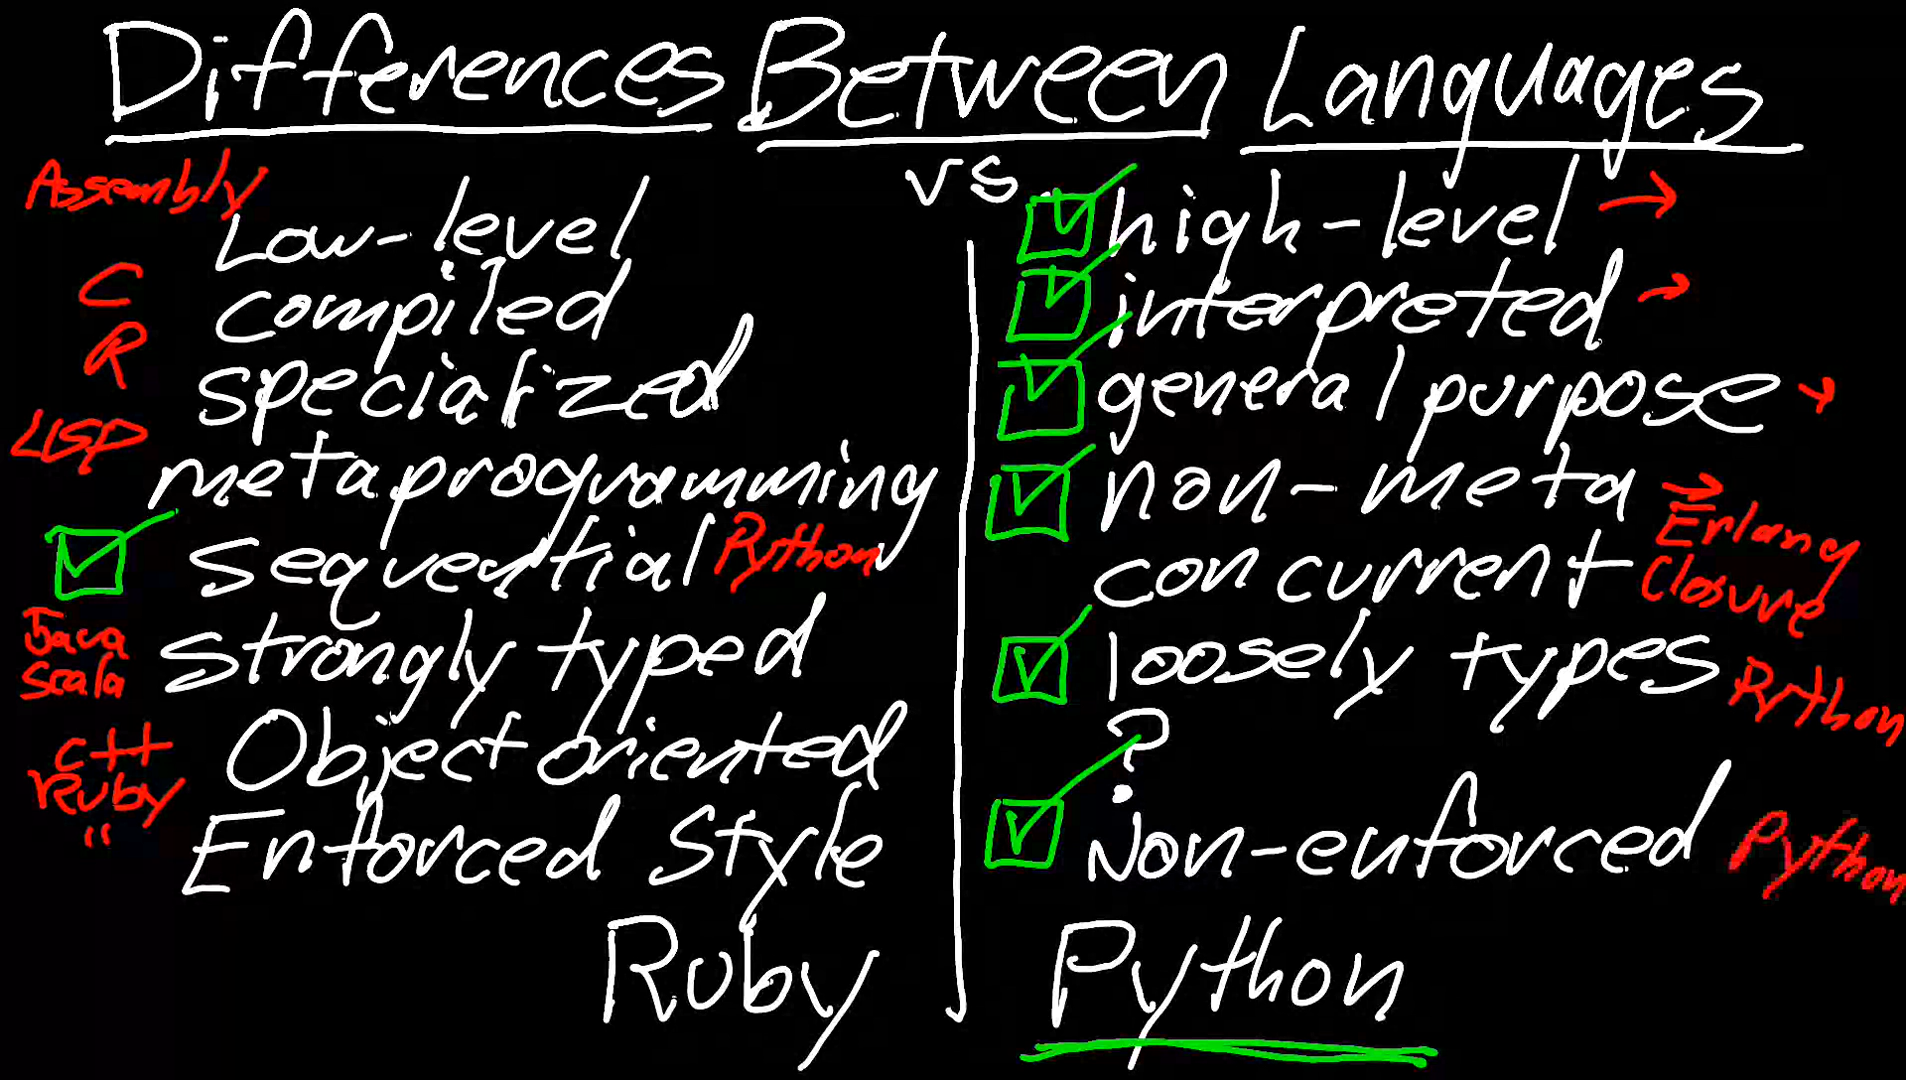 Differences Between Languages
vs
Assembly
Low-level
high-level →
C
compiled
interpreted →
R
specialized
general purpose →
LISP
metaprogramming
non-meta →
sequential Python
concurrent Erlang
Closure
Java
Scala
strongly typed
loosely types Python
C++
Ruby
Object oriented
?
"
Enforced Style
Non-enforced Python
Ruby
Python